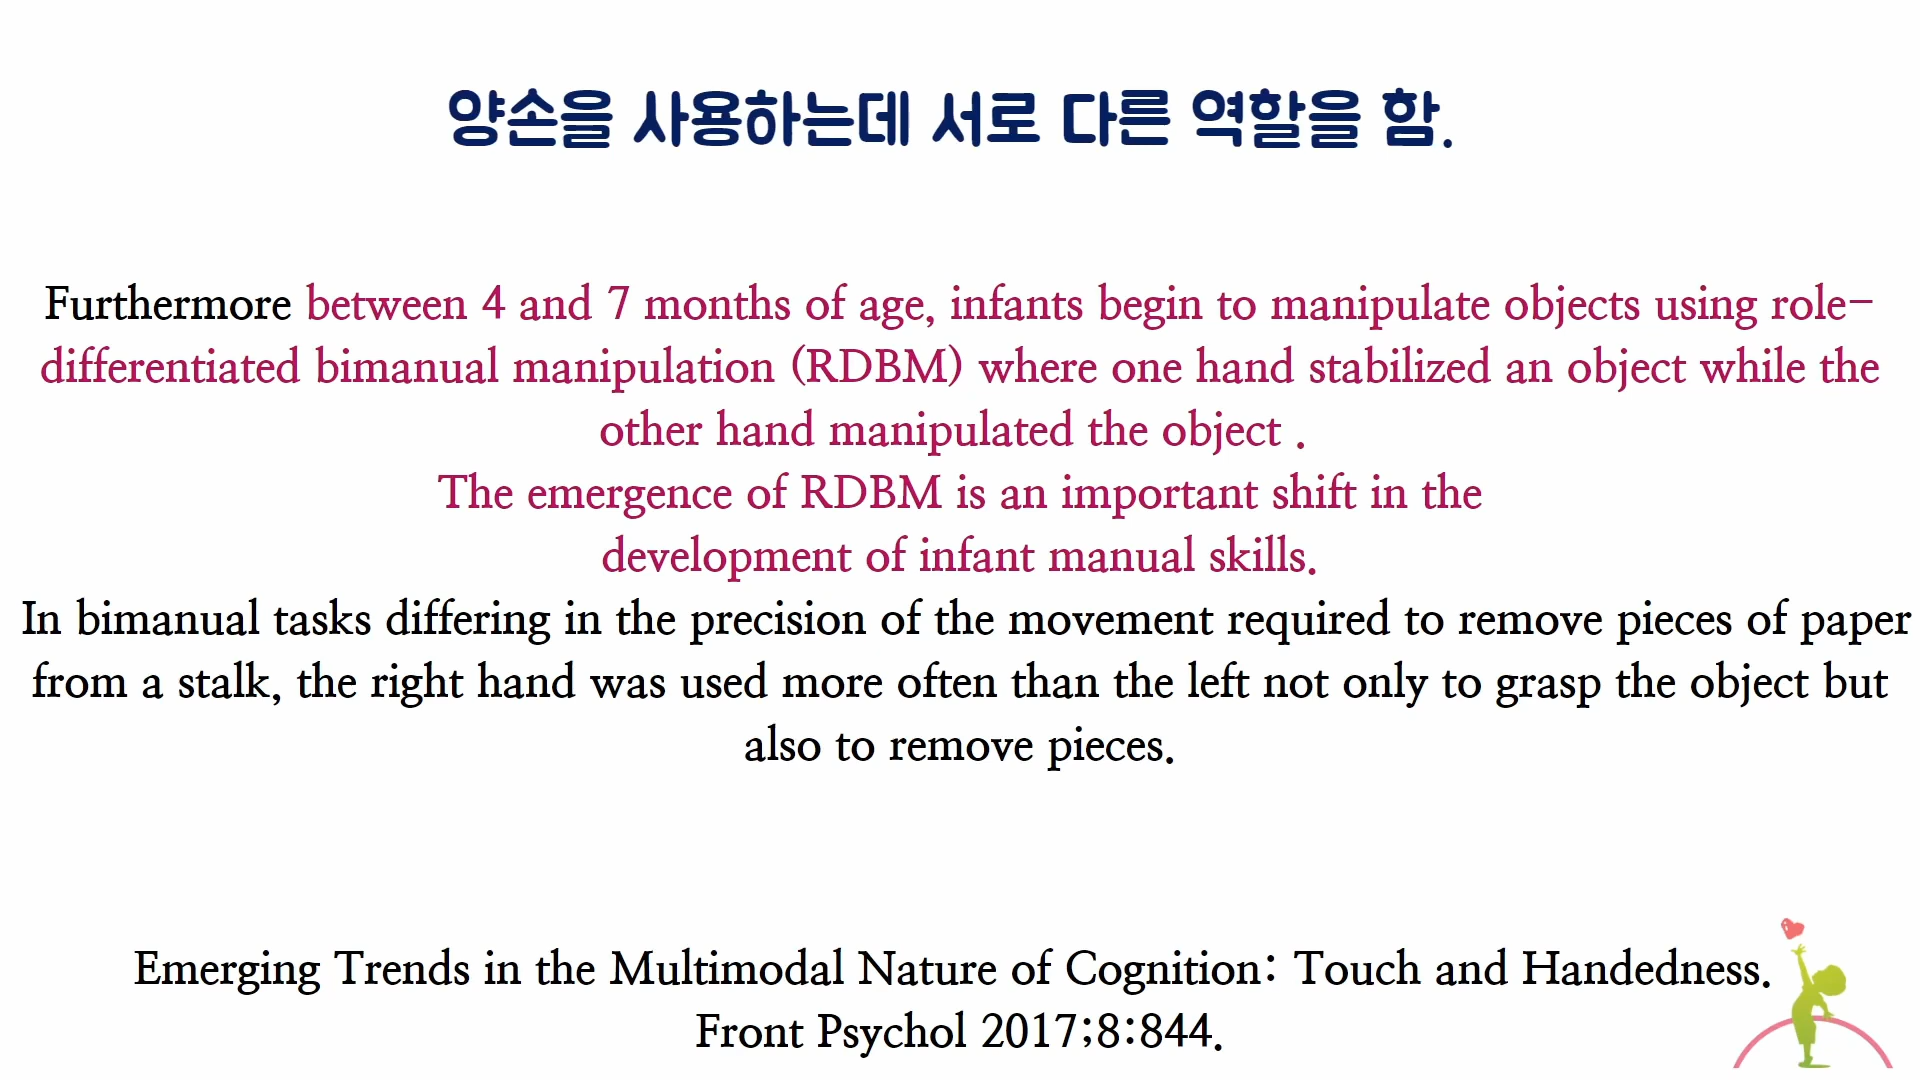 양손을 사용하는데 서로 다른 역할을 함.
Furthermore between 4 and 7 months of age, infants begin to manipulate objects using role-
differentiated bimanual manipulation (RDBM) where one hand stabilized an object while the
other hand manipulated the object .
The emergence of RDBM is an important shift in the
development of infant manual skills.
In bimanual tasks differing in the precision of the movement required to remove pieces of paper
from a stalk, the right hand was used more often than the left not only to grasp the object but
also to remove pieces.
Emerging Trends in the Multimodal Nature of Cognition: Touch and Handedness.
Front Psychol 2017;8:844.